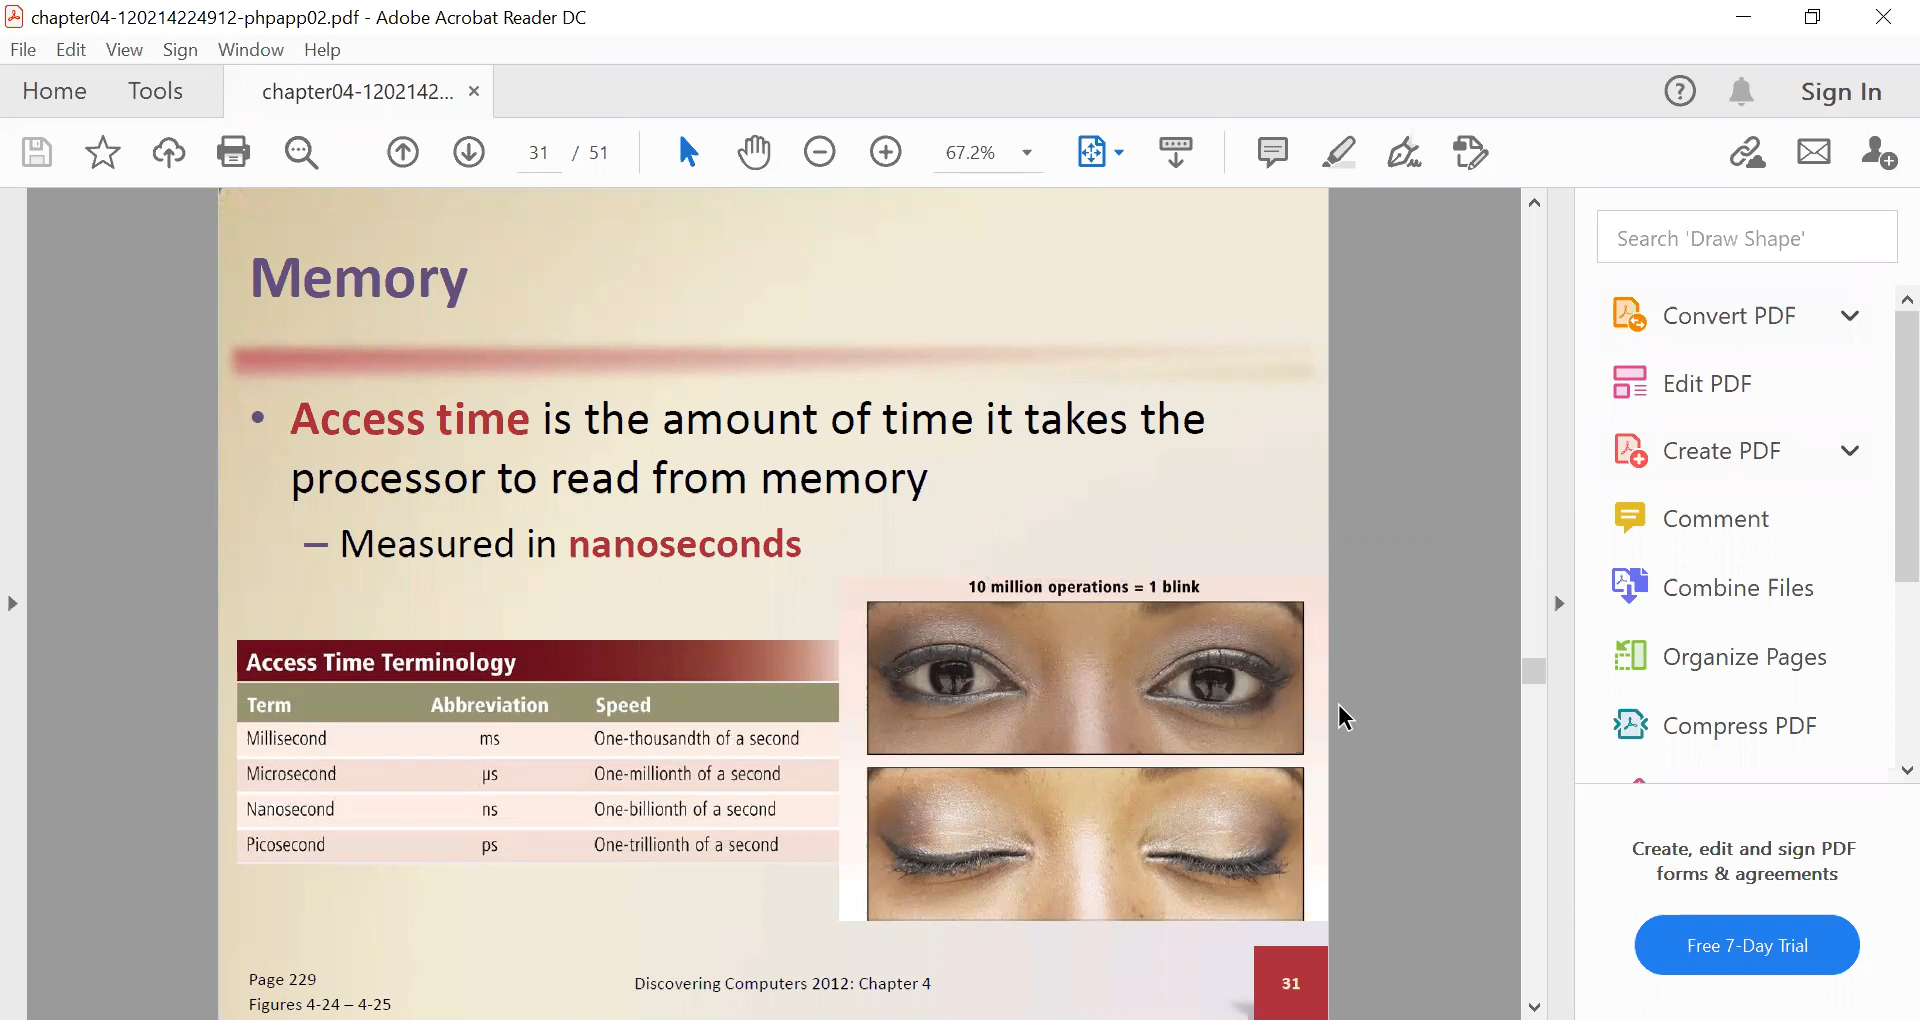 chapter04-120214224912-phpapp02.pdf - Adobe Acrobat Reader DC
File Edit View Sign Window Help
Home Tools chapter04-1202142... × Sign In
31 / 51 67.2%
Memory
• Access time is the amount of time it takes the
processor to read from memory
– Measured in nanoseconds
10 million operations = 1 blink
Access Time Terminology
Term Abbreviation Speed
Millisecond ms One-thousandth of a second
Microsecond μs One-millionth of a second
Nanosecond ns One-billionth of a second
Picosecond ps One-trillionth of a second
Page 229
Figures 4-24 – 4-25
Discovering Computers 2012: Chapter 4
31
Search 'Draw Shape'
Convert PDF
Edit PDF
Create PDF
Comment
Combine Files
Organize Pages
Compress PDF
Create, edit and sign PDF
forms & agreements
Free 7-Day Trial